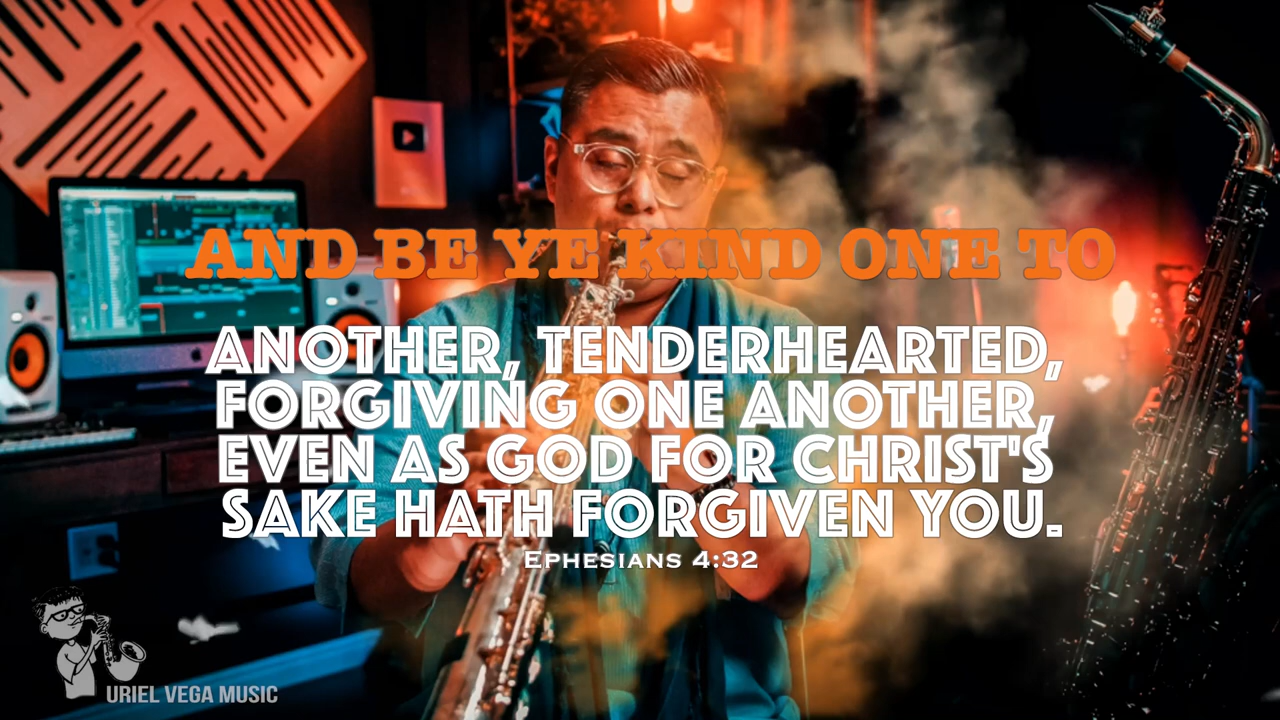 AND BE YE KIND ONE TO
ANOTHER, TENDERHEARTED,
FORGIVING ONE ANOTHER,
EVEN AS GOD FOR CHRIST'S
SAKE HATH FORGIVEN YOU.
EPHESIANS 4:32
URIEL VEGA MUSIC